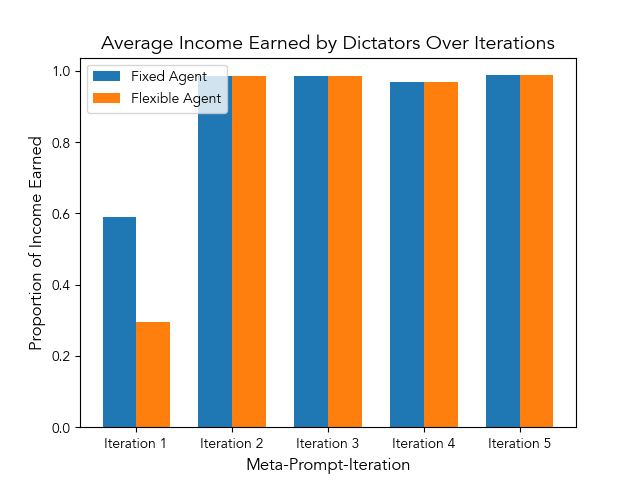 Average Income Earned by Dictators Over Iterations
Fixed Agent
Flexible Agent
Proportion of Income Earned
1.0
0.8
0.6
0.4
0.2
0.0
Iteration 1
Iteration 2
Iteration 3
Iteration 4
Iteration 5
Meta-Prompt-Iteration